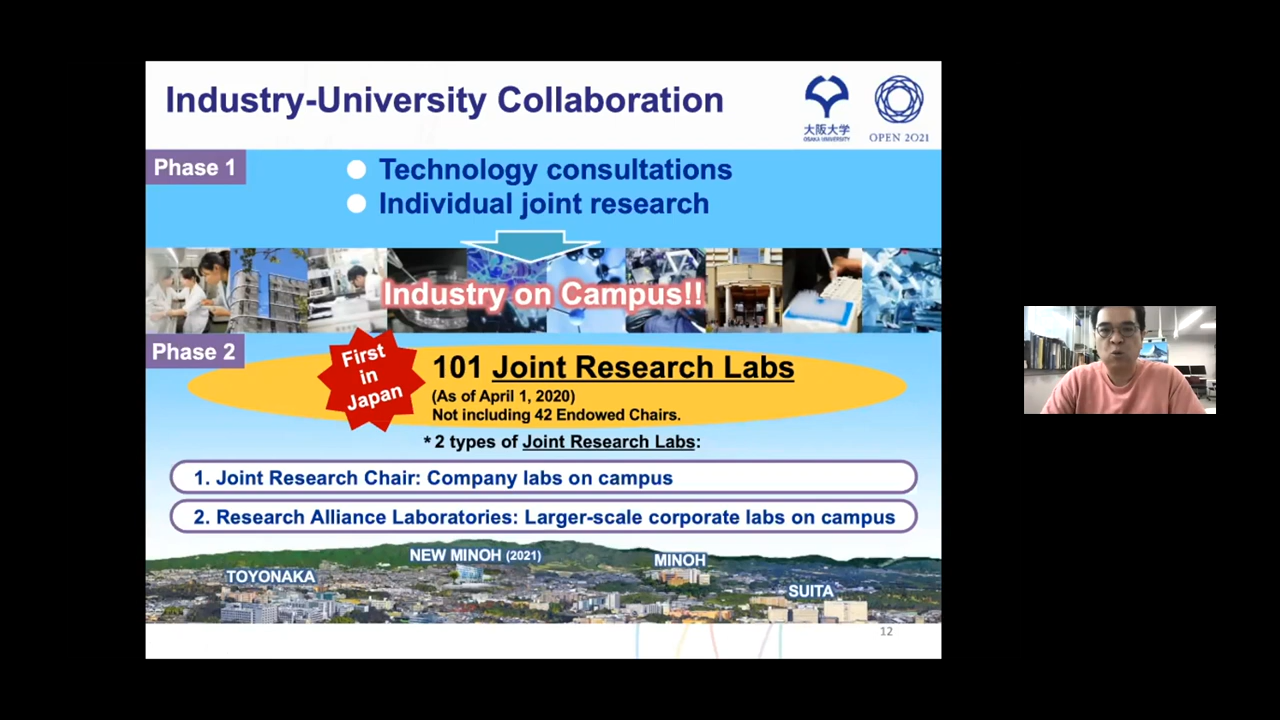 Industry-University Collaboration
大阪大学
OSAKA UNIVERSITY
OPEN 2O21
Phase 1
Technology consultations
Individual joint research
Industry on Campus!!
Phase 2
First
in
Japan
101 Joint Research Labs
(As of April 1, 2020)
Not including 42 Endowed Chairs.
* 2 types of Joint Research Labs:
1. Joint Research Chair: Company labs on campus
2. Research Alliance Laboratories: Larger-scale corporate labs on campus
NEW MINOH (2021)
MINOH
TOYONAKA
SUITA
12